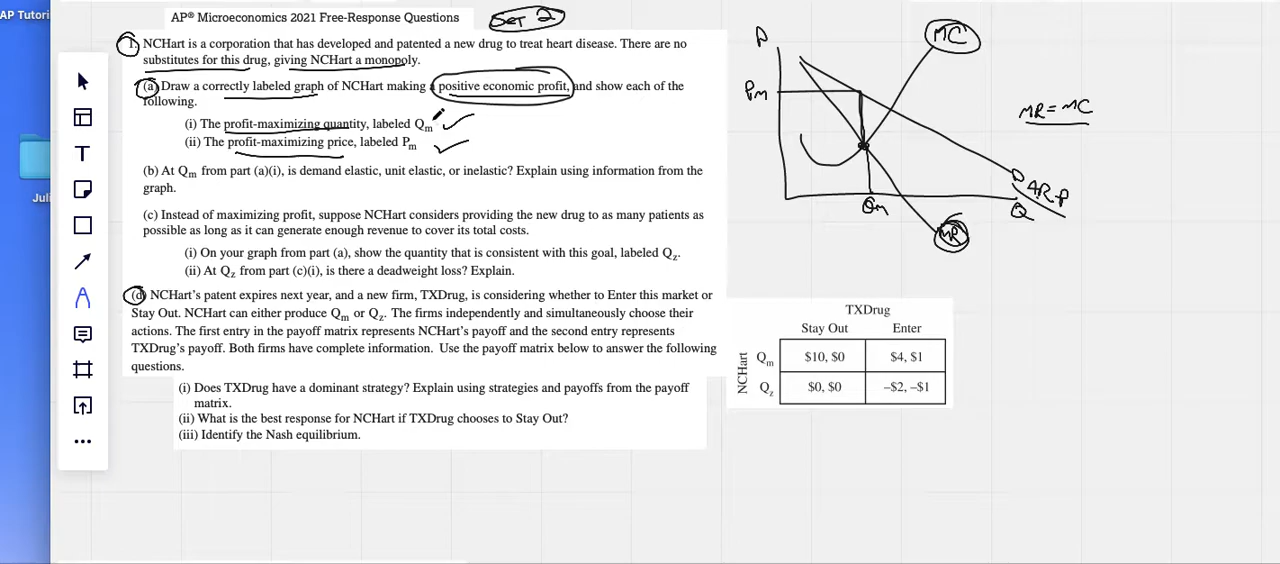 AP Tutori
AP® Microeconomics 2021 Free-Response Questions
SET 2
1. NCHart is a corporation that has developed and patented a new drug to treat heart disease. There are no
substitutes for this drug, giving NCHart a monopoly.
(a) Draw a correctly labeled graph of NCHart making a positive economic profit, and show each of the
following.
(i) The profit-maximizing quantity, labeled Qm
(ii) The profit-maximizing price, labeled Pm
(b) At Qm from part (a)(i), is demand elastic, unit elastic, or inelastic? Explain using information from the
graph.
(c) Instead of maximizing profit, suppose NCHart considers providing the new drug to as many patients as
possible as long as it can generate enough revenue to cover its total costs.
(i) On your graph from part (a), show the quantity that is consistent with this goal, labeled Qz.
(ii) At Qz from part (c)(i), is there a deadweight loss? Explain.
(d) NCHart's patent expires next year, and a new firm, TXDrug, is considering whether to Enter this market or
Stay Out. NCHart can either produce Qm or Qz. The firms independently and simultaneously choose their
actions. The first entry in the payoff matrix represents NCHart's payoff and the second entry represents
TXDrug's payoff. Both firms have complete information. Use the payoff matrix below to answer the following
questions.
(i) Does TXDrug have a dominant strategy? Explain using strategies and payoffs from the payoff
matrix.
(ii) What is the best response for NCHart if TXDrug chooses to Stay Out?
(iii) Identify the Nash equilibrium.
P
MC
Pm
MR = MC
D AR=P
Qm
Q
MR
TXDrug
Stay Out Enter
NCHart
Qm $10, $0 $4, $1
Qz $0, $0 –$2, –$1
Juli
T